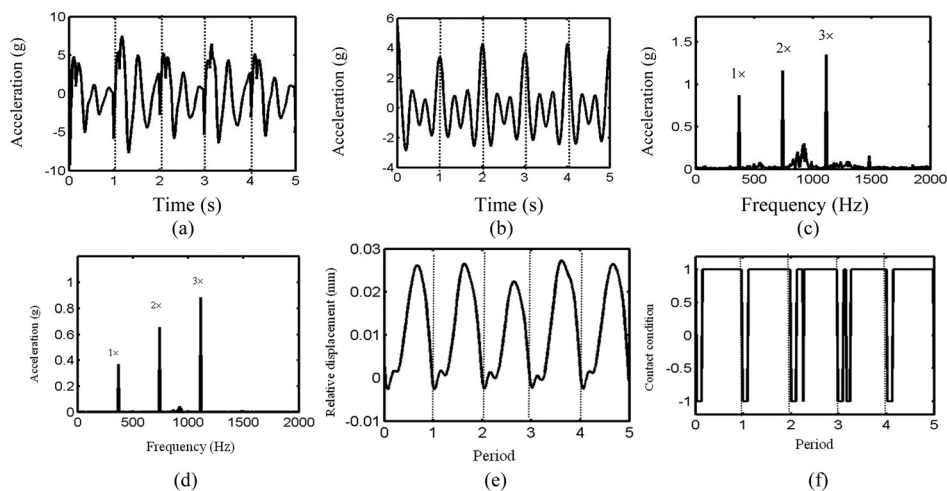 Acceleration (g)
10
5
0
-5
-10
0 1 2 3 4 5
Time (s)
(a)
Acceleration (g)
6
4
2
0
-2
-4
0 1 2 3 4 5
Time (s)
(b)
Acceleration (g)
1.5
1
0.5
0
1×
2×
3×
0 500 1000 1500 2000
Frequency (Hz)
(c)
Acceleration (g)
1
0.8
0.6
0.4
0.2
0
1×
2×
3×
0 500 1000 1500 2000
Frequency (Hz)
(d)
Relative displacement (mm)
0.03
0.02
0.01
0
-0.01
0 1 2 3 4 5
Period
(e)
Contact condition
1
0.5
0
-0.5
-1
0 1 2 3 4 5
Period
(f)